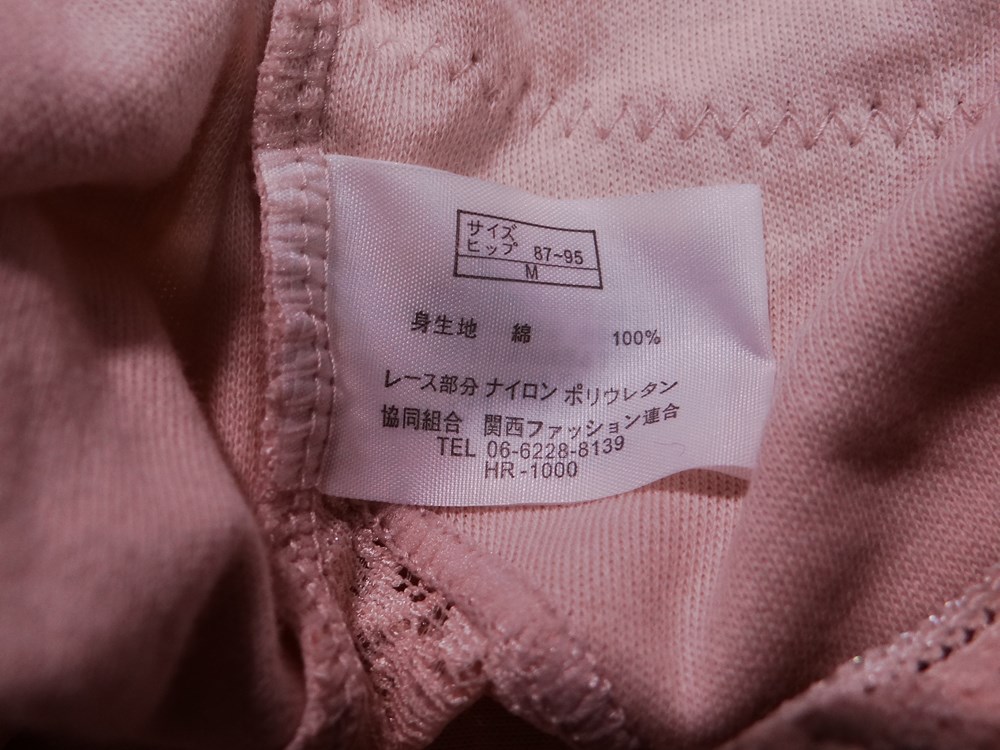 サイズ
ヒップ 87~95
M
身生地 綿 100%
レース部分 ナイロン ポリウレタン
協同組合 関西ファッション連合
TEL 06-6228-8139
HR-1000